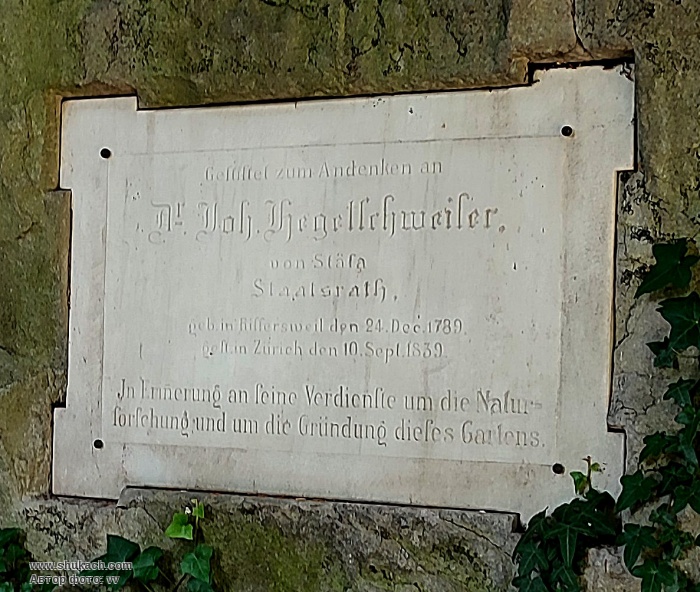 Gestiftet zum Andenken an
Dr. Joh. Hegetschweiler.
von Stäfa
Staatsrath,
geb. in Riffersweil den 24. Dec. 1789.
gest. in Zürich den 10. Sept. 1839.
Jn Erinnerung an seine Verdienste um die Natur=
forschung und um die Gründung dieses Gartens.
www.shukach.com
Автор фото: vv